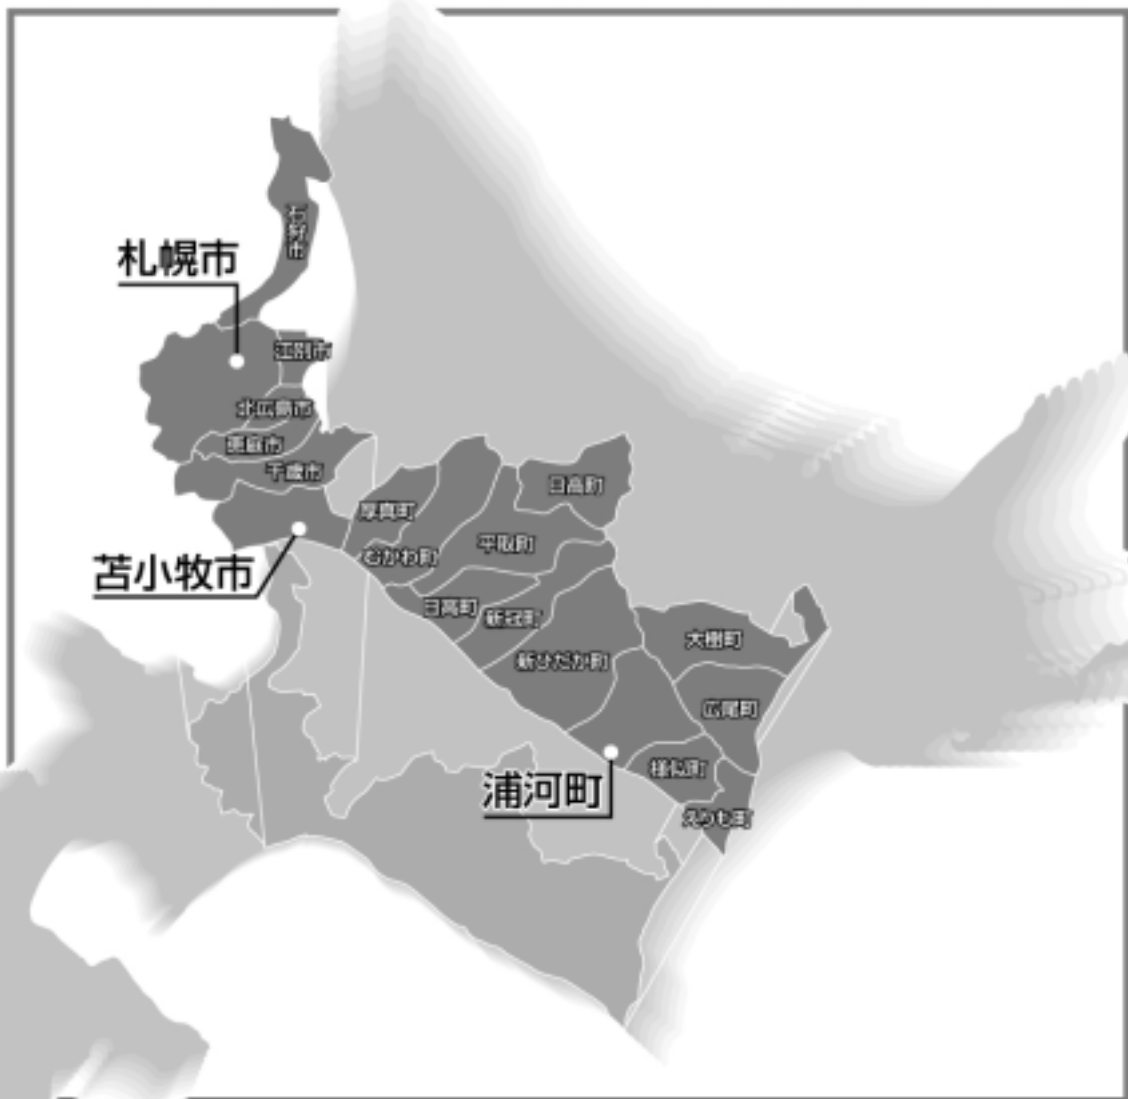 石狩市
札幌市
江別市
北広島市
恵庭市
千歳市
日高町
厚真町
平取町
むかわ町
苫小牧市
日高町
新冠町
大樹町
新ひだか町
広尾町
様似町
浦河町
えりも町